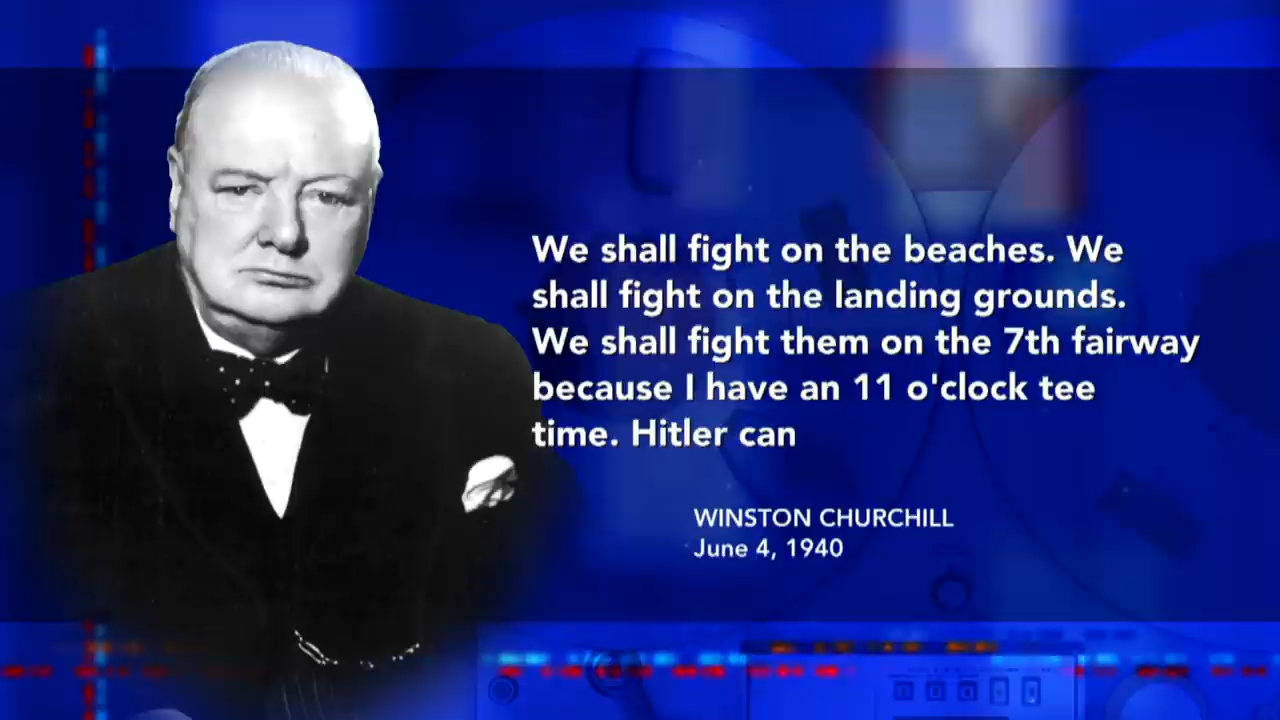 We shall fight on the beaches. We
shall fight on the landing grounds.
We shall fight them on the 7th fairway
because I have an 11 o'clock tee
time. Hitler can
WINSTON CHURCHILL
June 4, 1940